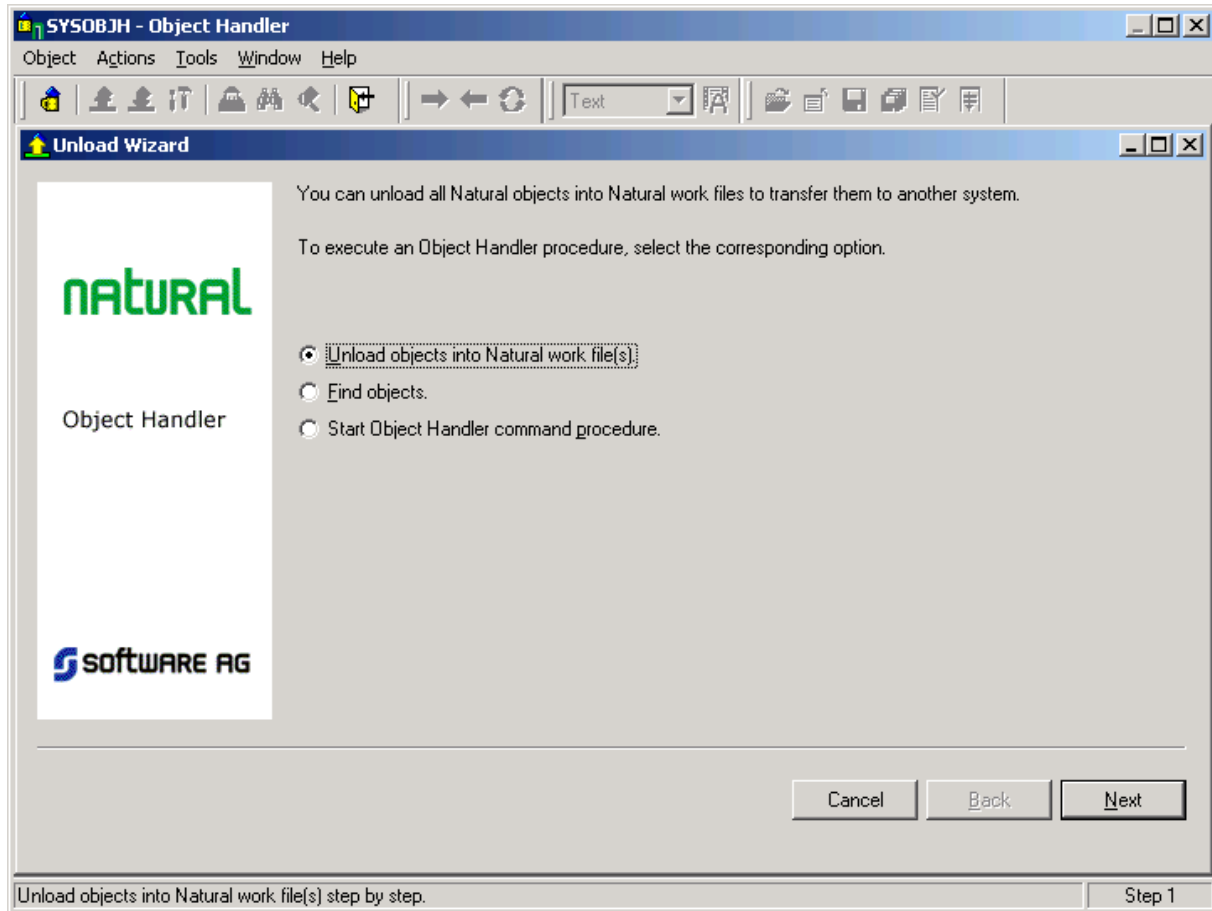 SYSOBJH - Object Handler
Object Actions Tools Window Help
Text
Unload Wizard
You can unload all Natural objects into Natural work files to transfer them to another system.
To execute an Object Handler procedure, select the corresponding option.
natural
Unload objects into Natural work file(s).
Find objects.
Object Handler
Start Object Handler command procedure.
software AG
Cancel Back Next
Unload objects into Natural work file(s) step by step. Step 1